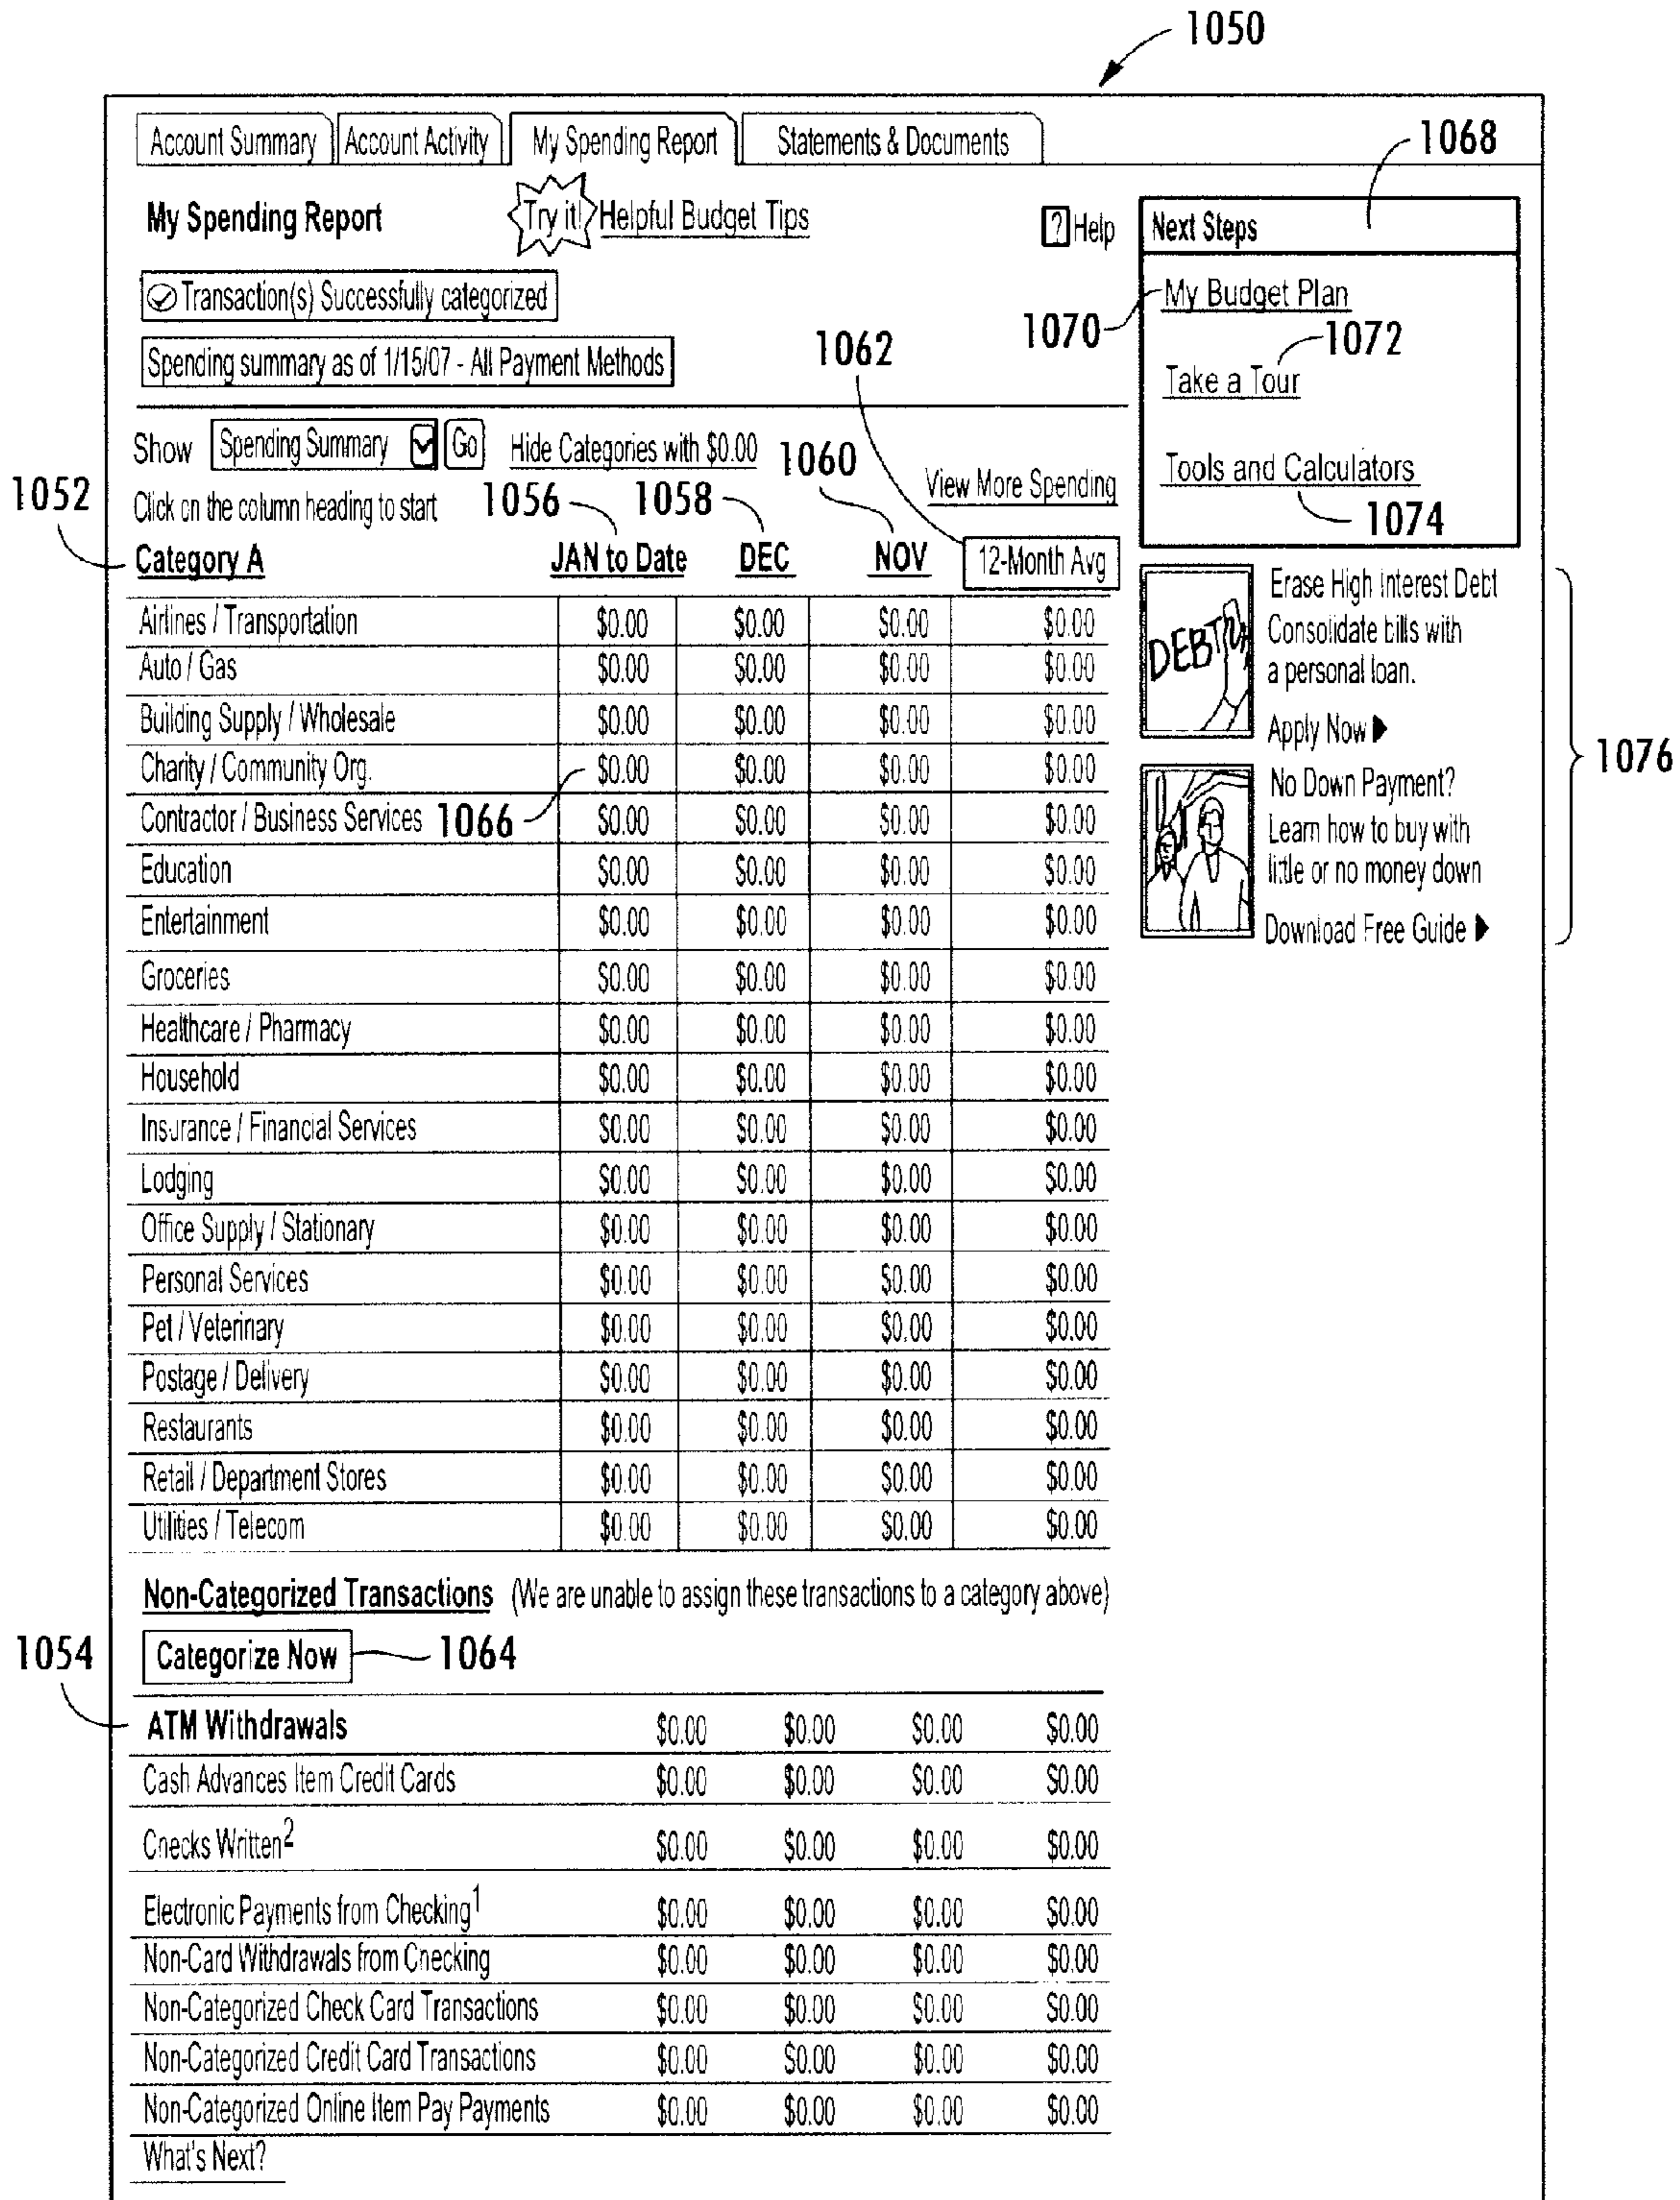 1050
Account Summary Account Activity My Spending Report Statements & Documents
1068
My Spending Report Try it! Helpful Budget Tips ? Help Next Steps
Transaction(s) Successfully categorized
My Budget Plan
1070
1072
Spending summary as of 1/15/07 - All Payment Methods
1062
Take a Tour
Show Spending Summary Go Hide Categories with $0.00
1060
View More Spending
Tools and Calculators
1074
1052
Click on the column heading to start
1056 1058
Category A JAN to Date DEC NOV 12-Month Avg
Airlines / Transportation $0.00 $0.00 $0.00 $0.00
Auto / Gas $0.00 $0.00 $0.00 $0.00
Building Supply / Wholesale $0.00 $0.00 $0.00 $0.00
Charity / Community Org. $0.00 $0.00 $0.00 $0.00
Contractor / Business Services 1066 $0.00 $0.00 $0.00 $0.00
Education $0.00 $0.00 $0.00 $0.00
Entertainment $0.00 $0.00 $0.00 $0.00
Groceries $0.00 $0.00 $0.00 $0.00
Healthcare / Pharmacy $0.00 $0.00 $0.00 $0.00
Household $0.00 $0.00 $0.00 $0.00
Insurance / Financial Services $0.00 $0.00 $0.00 $0.00
Lodging $0.00 $0.00 $0.00 $0.00
Office Supply / Stationary $0.00 $0.00 $0.00 $0.00
Personal Services $0.00 $0.00 $0.00 $0.00
Pet / Veterinary $0.00 $0.00 $0.00 $0.00
Postage / Delivery $0.00 $0.00 $0.00 $0.00
Restaurants $0.00 $0.00 $0.00 $0.00
Retail / Department Stores $0.00 $0.00 $0.00 $0.00
Utilities / Telecom $0.00 $0.00 $0.00 $0.00
DEBT
Erase High Interest Debt
Consolidate bills with
a personal loan.
Apply Now
No Down Payment?
Learn how to buy with
little or no money down
Download Free Guide
1076
Non-Categorized Transactions (We are unable to assign these transactions to a category above)
1054
Categorize Now 1064
ATM Withdrawals $0.00 $0.00 $0.00 $0.00
Cash Advances Item Credit Cards $0.00 $0.00 $0.00 $0.00
Checks Written2 $0.00 $0.00 $0.00 $0.00
Electronic Payments from Checking1 $0.00 $0.00 $0.00 $0.00
Non-Card Withdrawals from Checking $0.00 $0.00 $0.00 $0.00
Non-Categorized Check Card Transactions $0.00 $0.00 $0.00 $0.00
Non-Categorized Credit Card Transactions $0.00 $0.00 $0.00 $0.00
Non-Categorized Online Item Pay Payments $0.00 $0.00 $0.00 $0.00
What's Next?